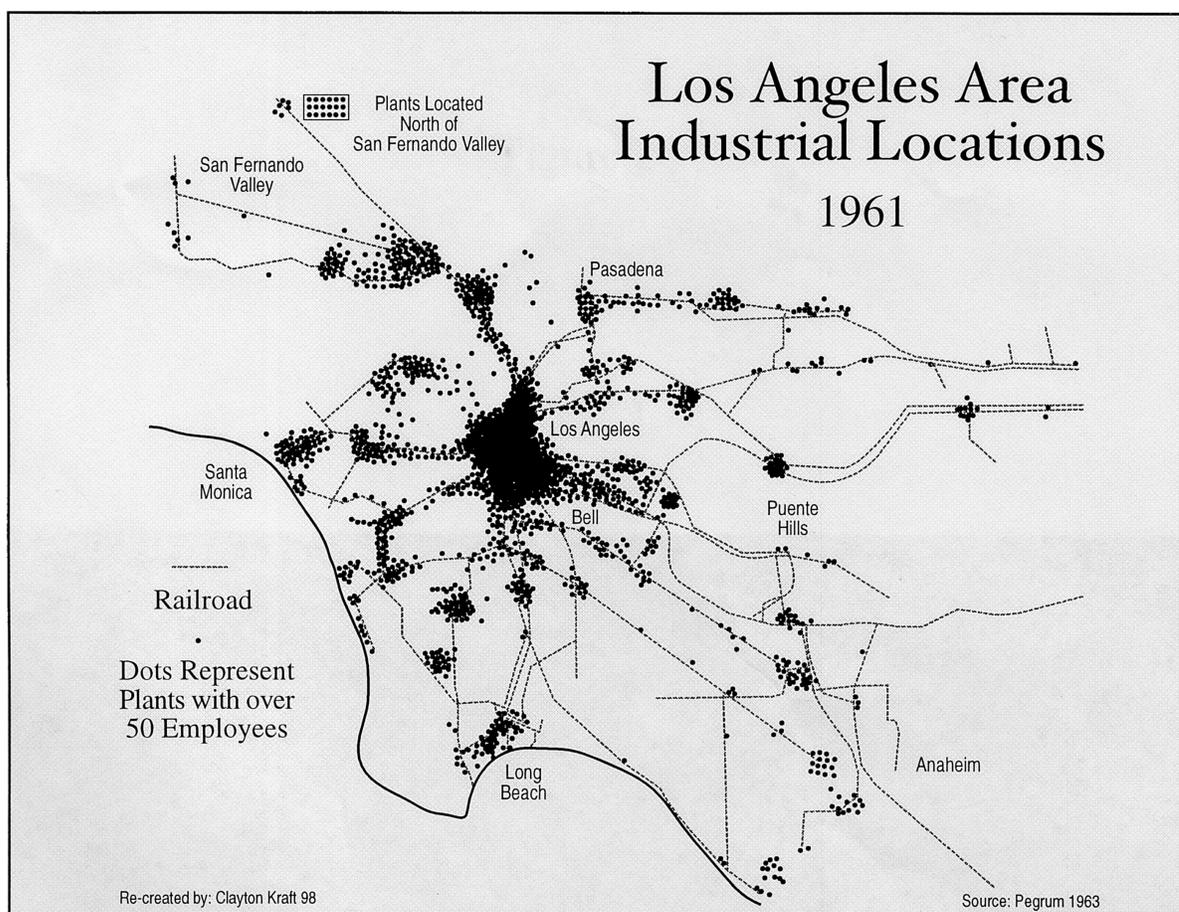 Los Angeles Area
Industrial Locations
1961
Plants Located
North of
San Fernando Valley
San Fernando
Valley
Pasadena
Los Angeles
Santa
Monica
Bell
Puente
Hills
Railroad
Dots Represent
Plants with over
50 Employees
Long
Beach
Anaheim
Re-created by: Clayton Kraft 98
Source: Pegrum 1963